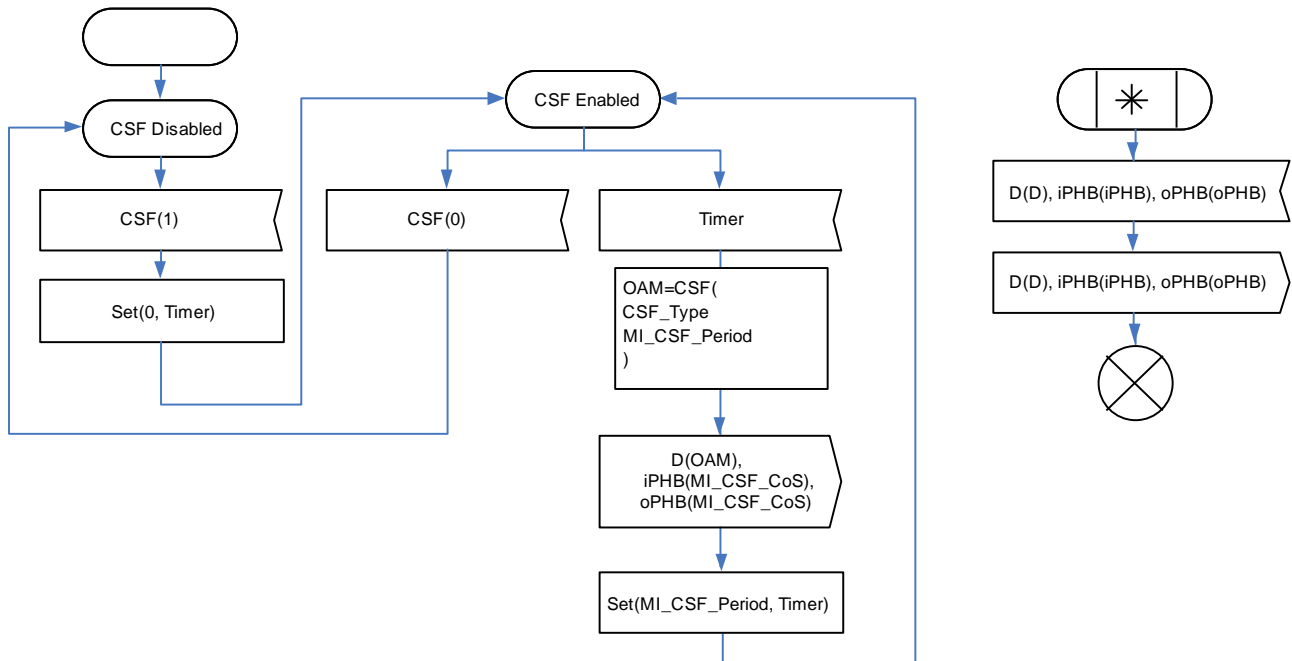 CSF Disabled
CSF(1)
Set(0, Timer)
CSF Enabled
CSF(0)
Timer
OAM=CSF(
CSF_Type
MI_CSF_Period
)
D(OAM),
iPHB(MI_CSF_CoS),
oPHB(MI_CSF_CoS)
Set(MI_CSF_Period, Timer)
D(D), iPHB(iPHB), oPHB(oPHB)
D(D), iPHB(iPHB), oPHB(oPHB)